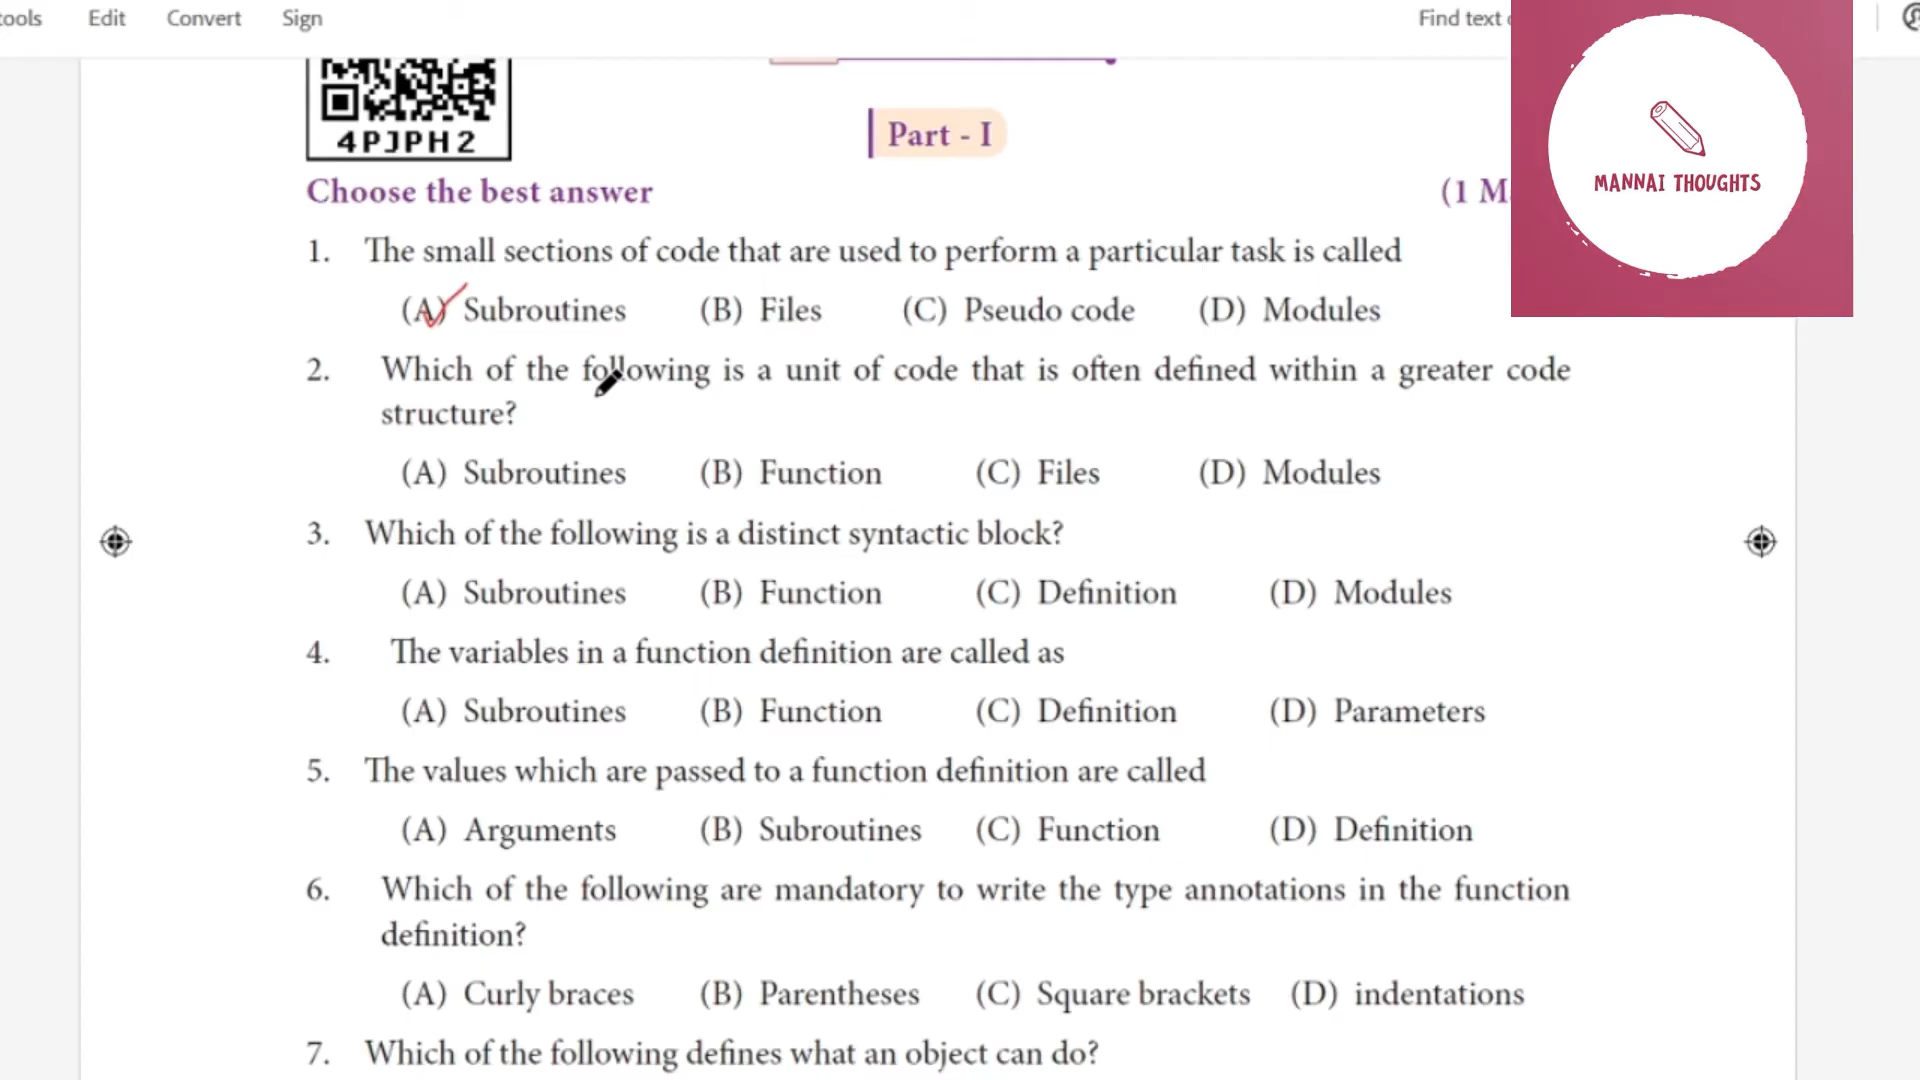 tools Edit Convert Sign Find text
4PJPH2
Part - I
MANNAI THOUGHTS
Choose the best answer (1 M
1. The small sections of code that are used to perform a particular task is called
(A) Subroutines (B) Files (C) Pseudo code (D) Modules
2. Which of the following is a unit of code that is often defined within a greater code
structure?
(A) Subroutines (B) Function (C) Files (D) Modules
3. Which of the following is a distinct syntactic block?
(A) Subroutines (B) Function (C) Definition (D) Modules
4. The variables in a function definition are called as
(A) Subroutines (B) Function (C) Definition (D) Parameters
5. The values which are passed to a function definition are called
(A) Arguments (B) Subroutines (C) Function (D) Definition
6. Which of the following are mandatory to write the type annotations in the function
definition?
(A) Curly braces (B) Parentheses (C) Square brackets (D) indentations
7. Which of the following defines what an object can do?